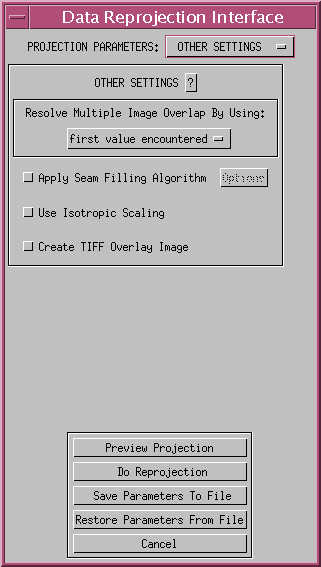 Data Reprojection Interface
PROJECTION PARAMETERS: OTHER SETTINGS
OTHER SETTINGS ?
Resolve Multiple Image Overlap By Using:
first value encountered
Apply Seam Filling Algorithm Options
Use Isotropic Scaling
Create TIFF Overlay Image
Preview Projection
Do Reprojection
Save Parameters To File
Restore Parameters From File
Cancel